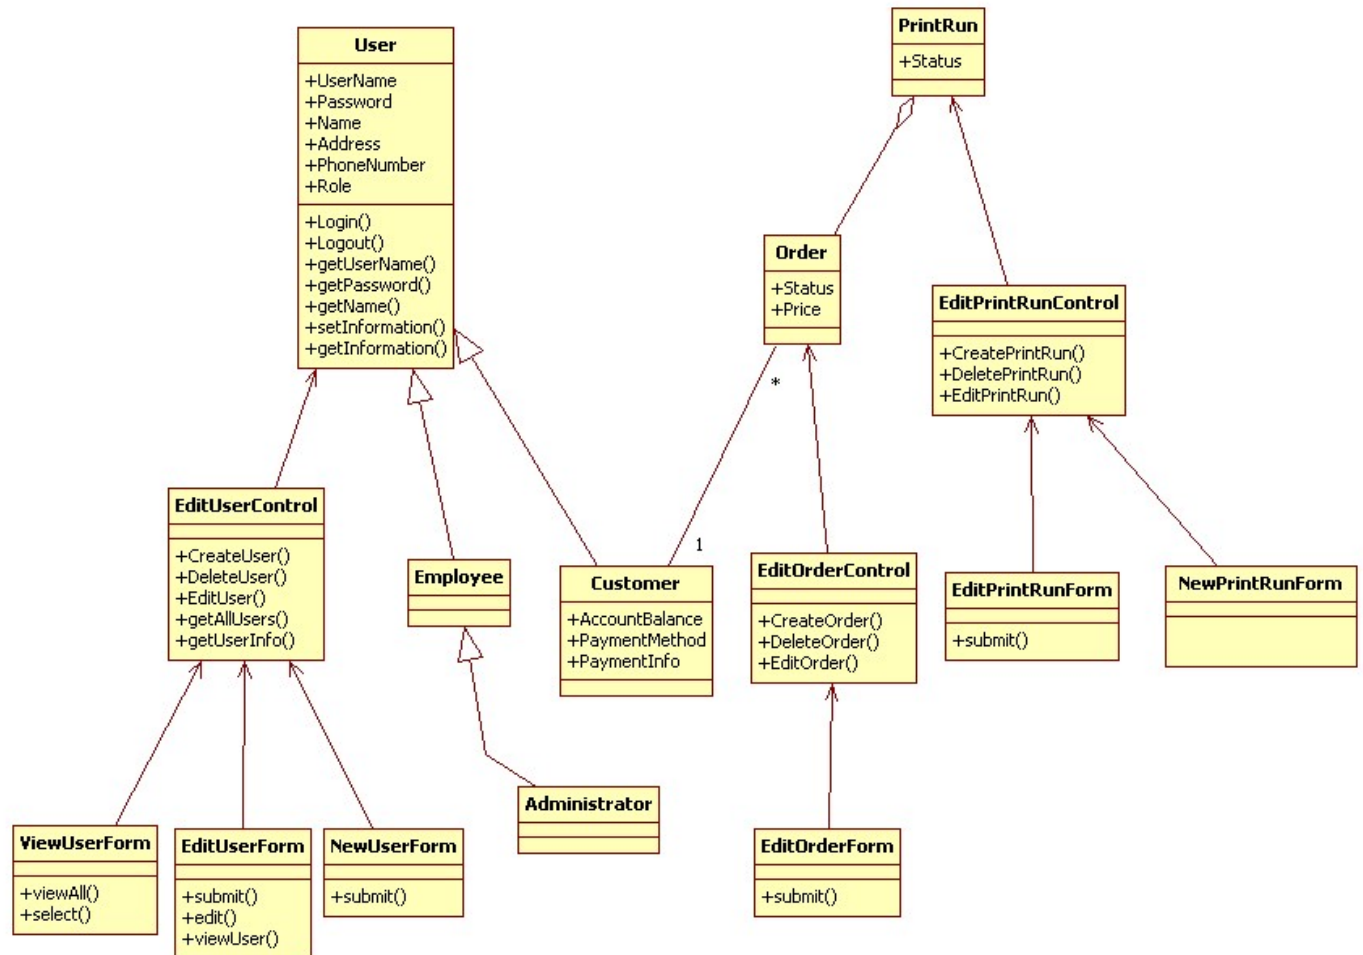 User
+UserName
+Password
+Name
+Address
+PhoneNumber
+Role
+Login()
+Logout()
+getUserName()
+getPassword()
+getName()
+setInformation()
+getInformation()
PrintRun
+Status
Order
+Status
+Price
EditPrintRunControl
+CreatePrintRun()
+DeletePrintRun()
+EditPrintRun()
*
1
EditUserControl
+CreateUser()
+DeleteUser()
+EditUser()
+getAllUsers()
+getUserInfo()
Employee
Customer
+AccountBalance
+PaymentMethod
+PaymentInfo
EditOrderControl
+CreateOrder()
+DeleteOrder()
+EditOrder()
EditPrintRunForm
+submit()
NewPrintRunForm
Administrator
ViewUserForm
+viewAll()
+select()
EditUserForm
+submit()
+edit()
+viewUser()
NewUserForm
+submit()
EditOrderForm
+submit()